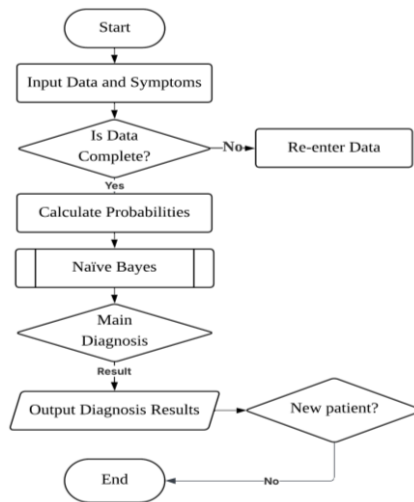 Start
Input Data and Symptoms
Is Data
Complete?
No
Re-enter Data
Yes
Calculate Probabilities
Naïve Bayes
Main
Diagnosis
Result
Output Diagnosis Results
New patient?
No
End